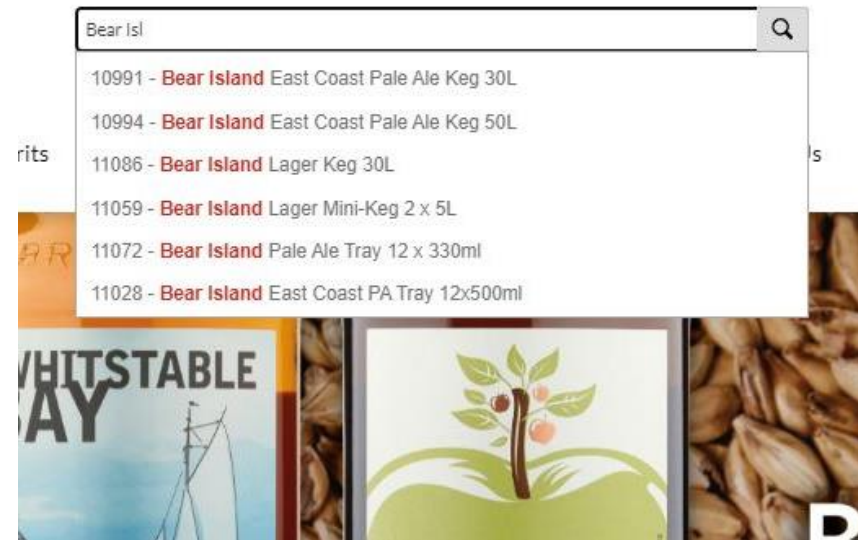 Bear Isl
10991 - Bear Island East Coast Pale Ale Keg 30L
10994 - Bear Island East Coast Pale Ale Keg 50L
11086 - Bear Island Lager Keg 30L
11059 - Bear Island Lager Mini-Keg 2 x 5L
11072 - Bear Island Pale Ale Tray 12 x 330ml
11028 - Bear Island East Coast PA Tray 12x500ml
rits
WHITSTABLE